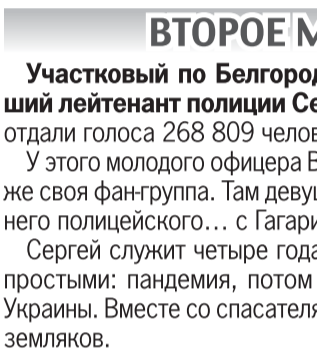 ВТОРОЕ М
Участковый по Белгород
ший лейтенант полиции Се
отдали голоса 268 809 челов
У этого молодого офицера В
же своя фан-группа. Там девуш
него полицейского… с Гагари
Сергей служит четыре года
простыми: пандемия, потом
Украины. Вместе со спасателя
земляков.